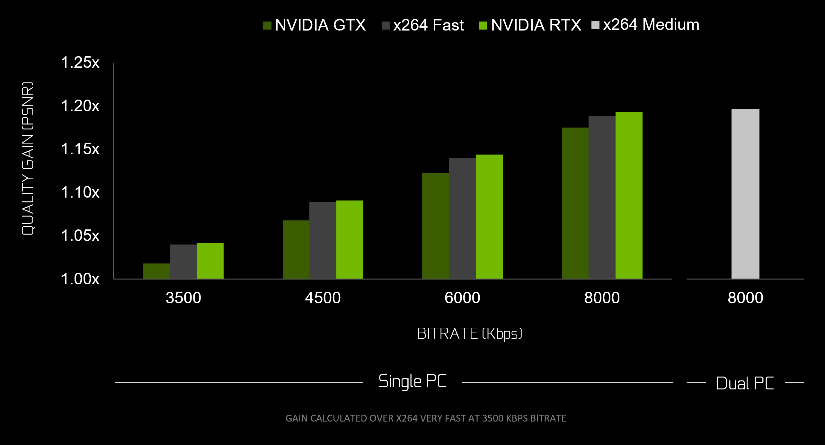 NVIDIA GTX x264 Fast NVIDIA RTX x264 Medium
QUALITY GAIN (PSNR)
1.25x
1.20x
1.15x
1.10x
1.05x
1.00x
3500 4500 6000 8000 8000
BITRATE (Kbps)
Single PC Dual PC
GAIN CALCULATED OVER X264 VERY FAST AT 3500 KBPS BITRATE